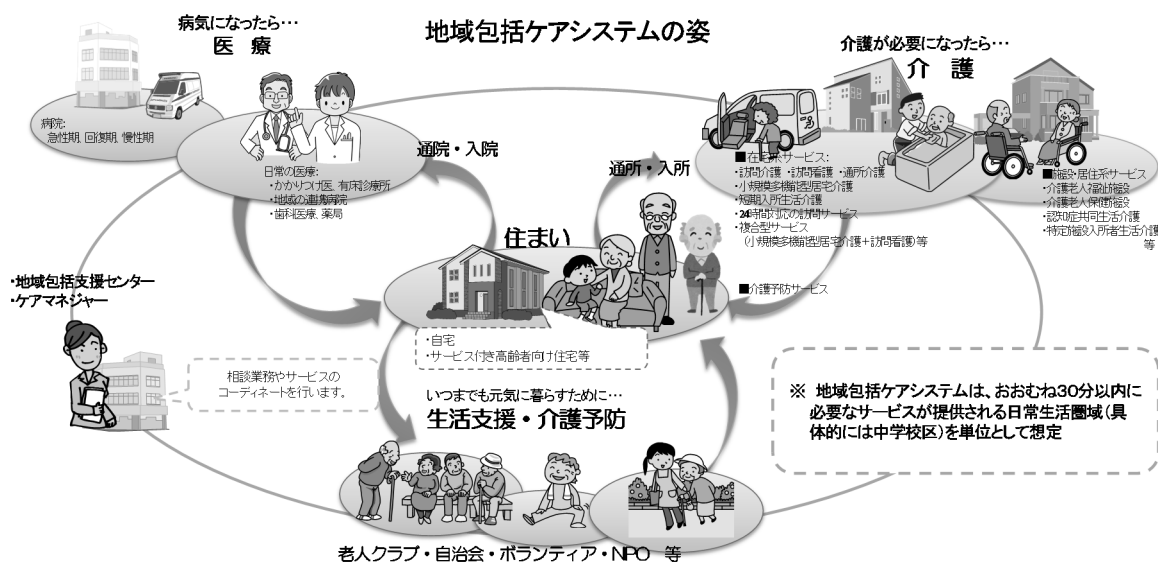 地域包括ケアシステムの姿
病気になったら…
医　療
病院:
急性期、回復期、慢性期
日常の医療:
・かかりつけ医、有床診療所
・地域の連携病院
・歯科医療、薬局
通院・入院
通所・入所
介護が必要になったら…
介　護
■在宅系サービス:
・訪問介護　・訪問看護　・通所介護
・小規模多機能型居宅介護
・短期入所生活介護
・24時間対応の訪問サービス
・複合型サービス
（小規模多機能型居宅介護＋訪問看護）等
■介護予防サービス
■施設・居住系サービス
・介護老人福祉施設
・介護老人保健施設
・認知症共同生活介護
・特定施設入所者生活介護
等
住まい
・自宅
・サービス付き高齢者向け住宅等
・地域包括支援センター
・ケアマネジャー
相談業務やサービスの
コーディネートを行います。
いつまでも元気に暮らすために…
生活支援・介護予防
老人クラブ・自治会・ボランティア・NPO　等
※　地域包括ケアシステムは、おおむね30分以内に
必要なサービスが提供される日常生活圏域（具
体的には中学校区）を単位として想定